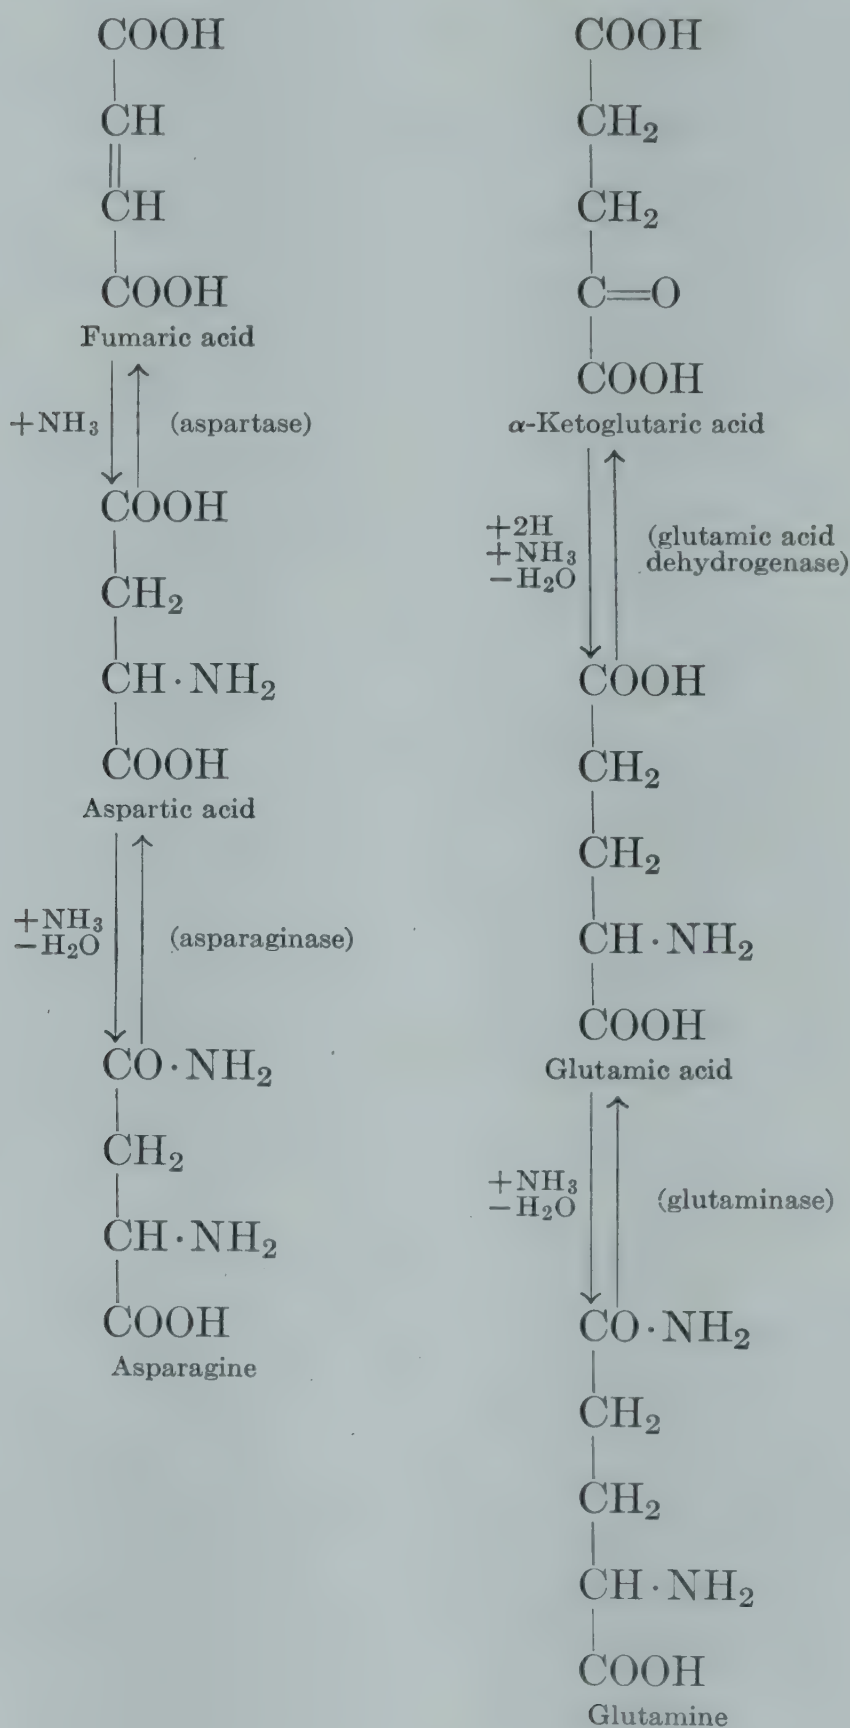 COOH
CH
CH
COOH
Fumaric acid
+NH₃ (aspartase)
COOH
CH₂
CH·NH₂
COOH
Aspartic acid
+NH₃
−H₂O
(asparaginase)
CO·NH₂
CH₂
CH·NH₂
COOH
Asparagine
COOH
CH₂
CH₂
C=O
COOH
α-Ketoglutaric acid
+2H
+NH₃
−H₂O
(glutamic acid
dehydrogenase)
COOH
CH₂
CH₂
CH·NH₂
COOH
Glutamic acid
+NH₃
−H₂O
(glutaminase)
CO·NH₂
CH₂
CH₂
CH·NH₂
COOH
Glutamine